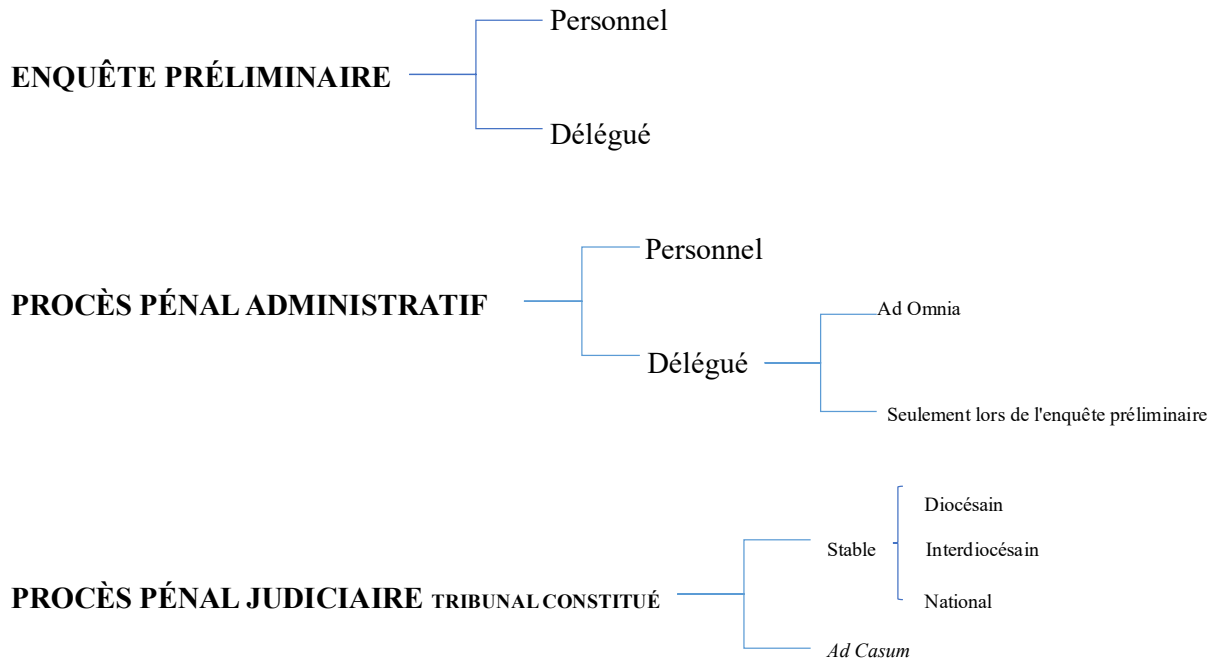 Personnel
ENQUÊTE PRÉLIMINAIRE
Délégué
Personnel
PROCÈS PÉNAL ADMINISTRATIF
Ad Omnia
Délégué
Seulement lors de l'enquête préliminaire
Diocésain
Stable
Interdiocésain
PROCÈS PÉNAL JUDICIAIRE TRIBUNAL CONSTITUÉ
National
Ad Casum